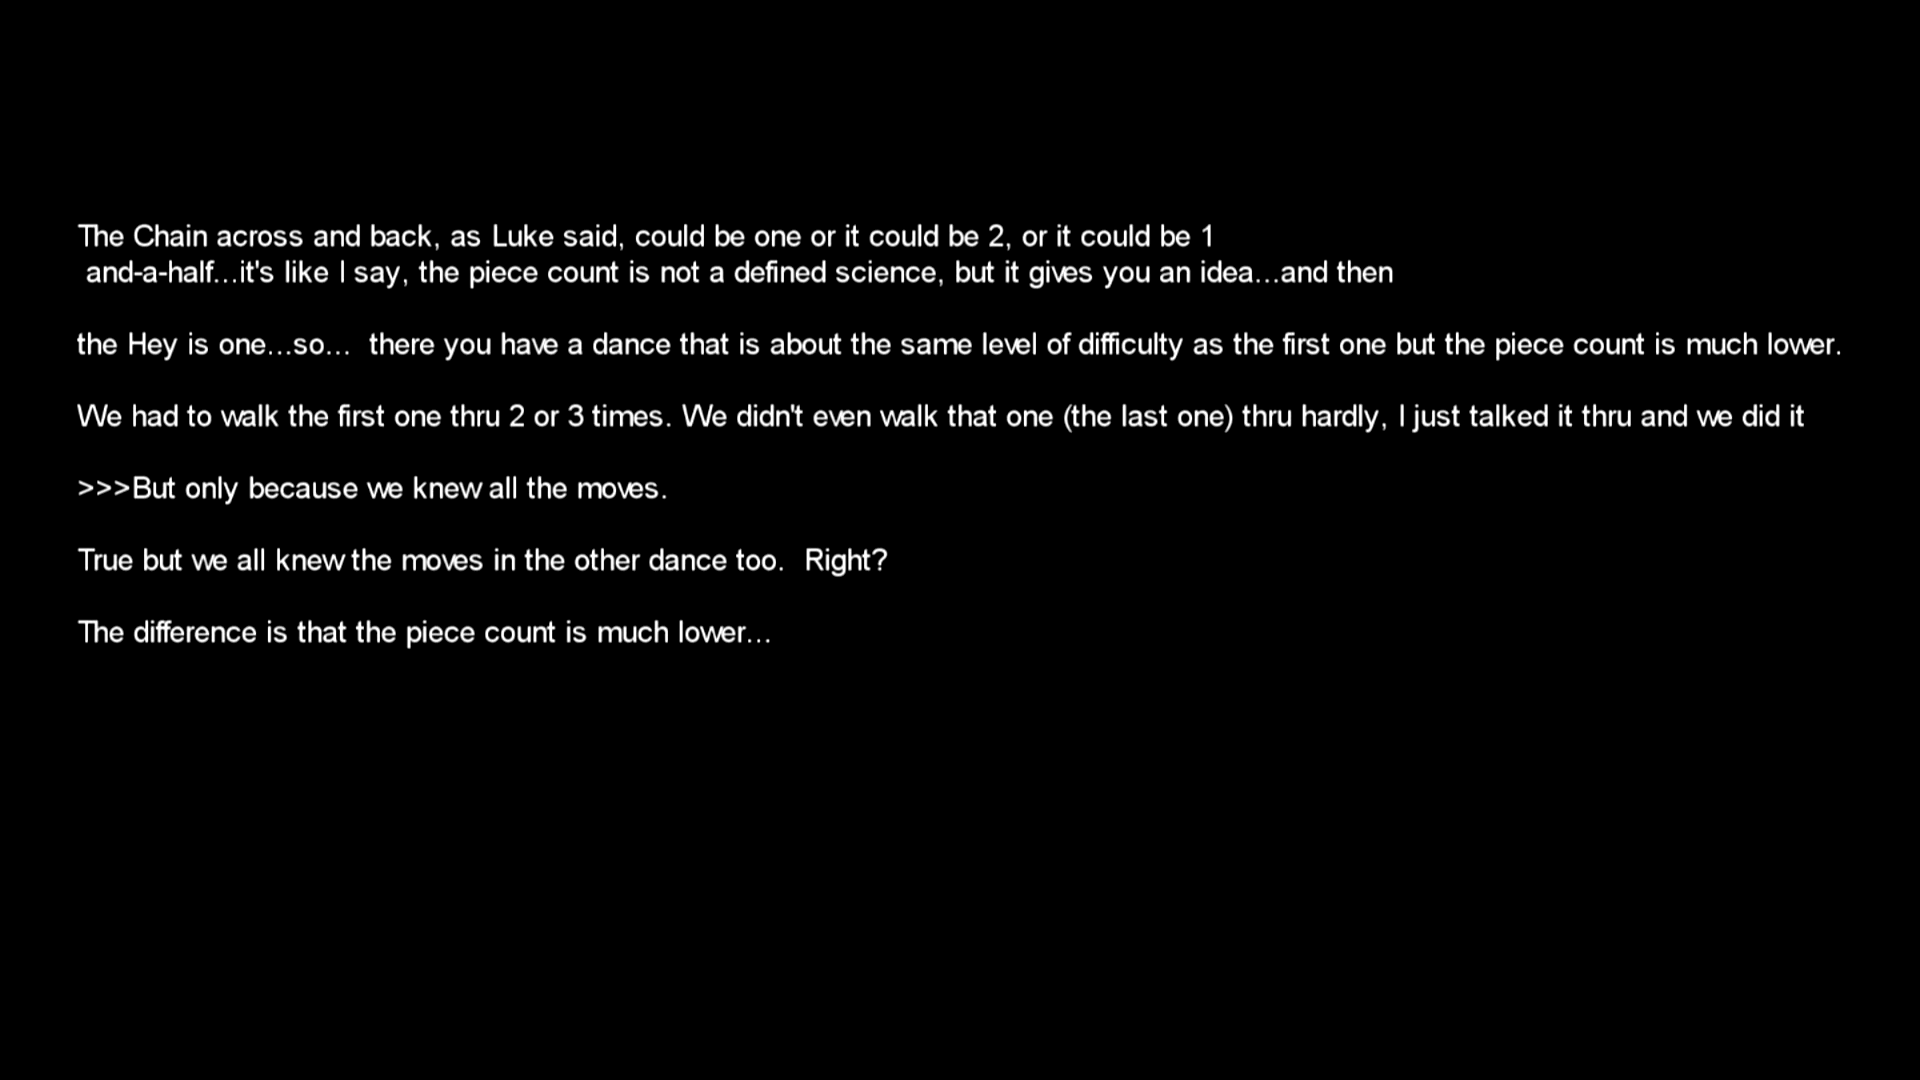 The Chain across and back, as Luke said, could be one or it could be 2, or it could be 1
and-a-half...it's like I say, the piece count is not a defined science, but it gives you an idea...and then
the Hey is one...so...  there you have a dance that is about the same level of difficulty as the first one but the piece count is much lower.
We had to walk the first one thru 2 or 3 times. We didn't even walk that one (the last one) thru hardly, I just talked it thru and we did it
>>>But only because we knew all the moves.
True but we all knew the moves in the other dance too.  Right?
The difference is that the piece count is much lower...